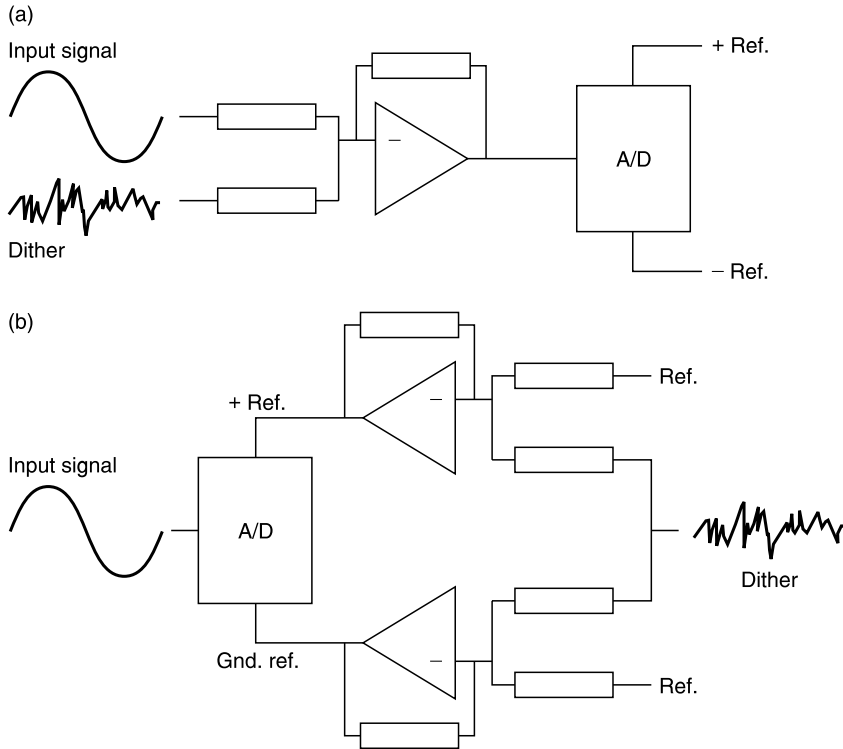 (a)
Input signal
+ Ref.
−
A/D
Dither
− Ref.
(b)
Ref.
−
+ Ref.
Input signal
A/D
Dither
Gnd. ref.
−
Ref.